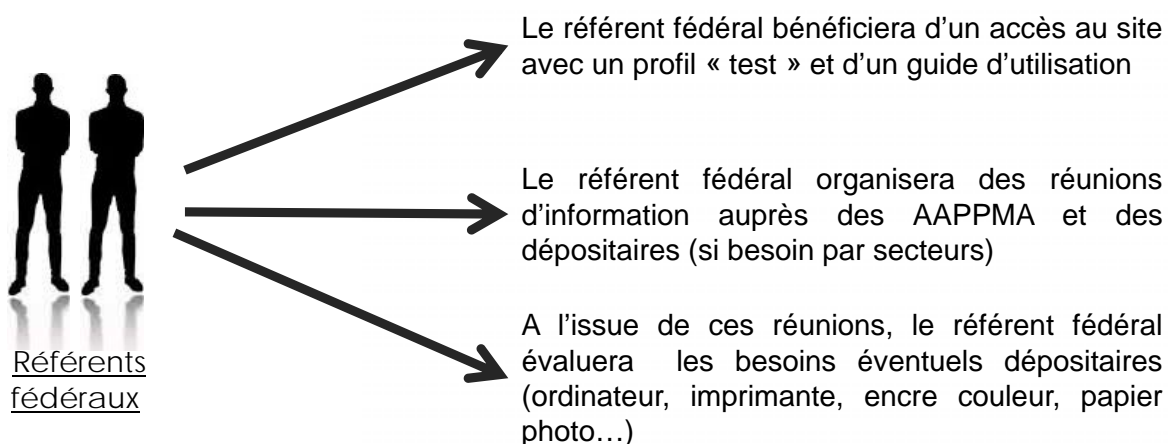 Le référent fédéral bénéficiera d’un accès au site
avec un profil « test » et d’un guide d’utilisation
Le référent fédéral organisera des réunions
d’information auprès des AAPPMA et des
dépositaires (si besoin par secteurs)
A l’issue de ces réunions, le référent fédéral
évaluera les besoins éventuels dépositaires
(ordinateur, imprimante, encre couleur, papier
photo…)
Référents
fédéraux